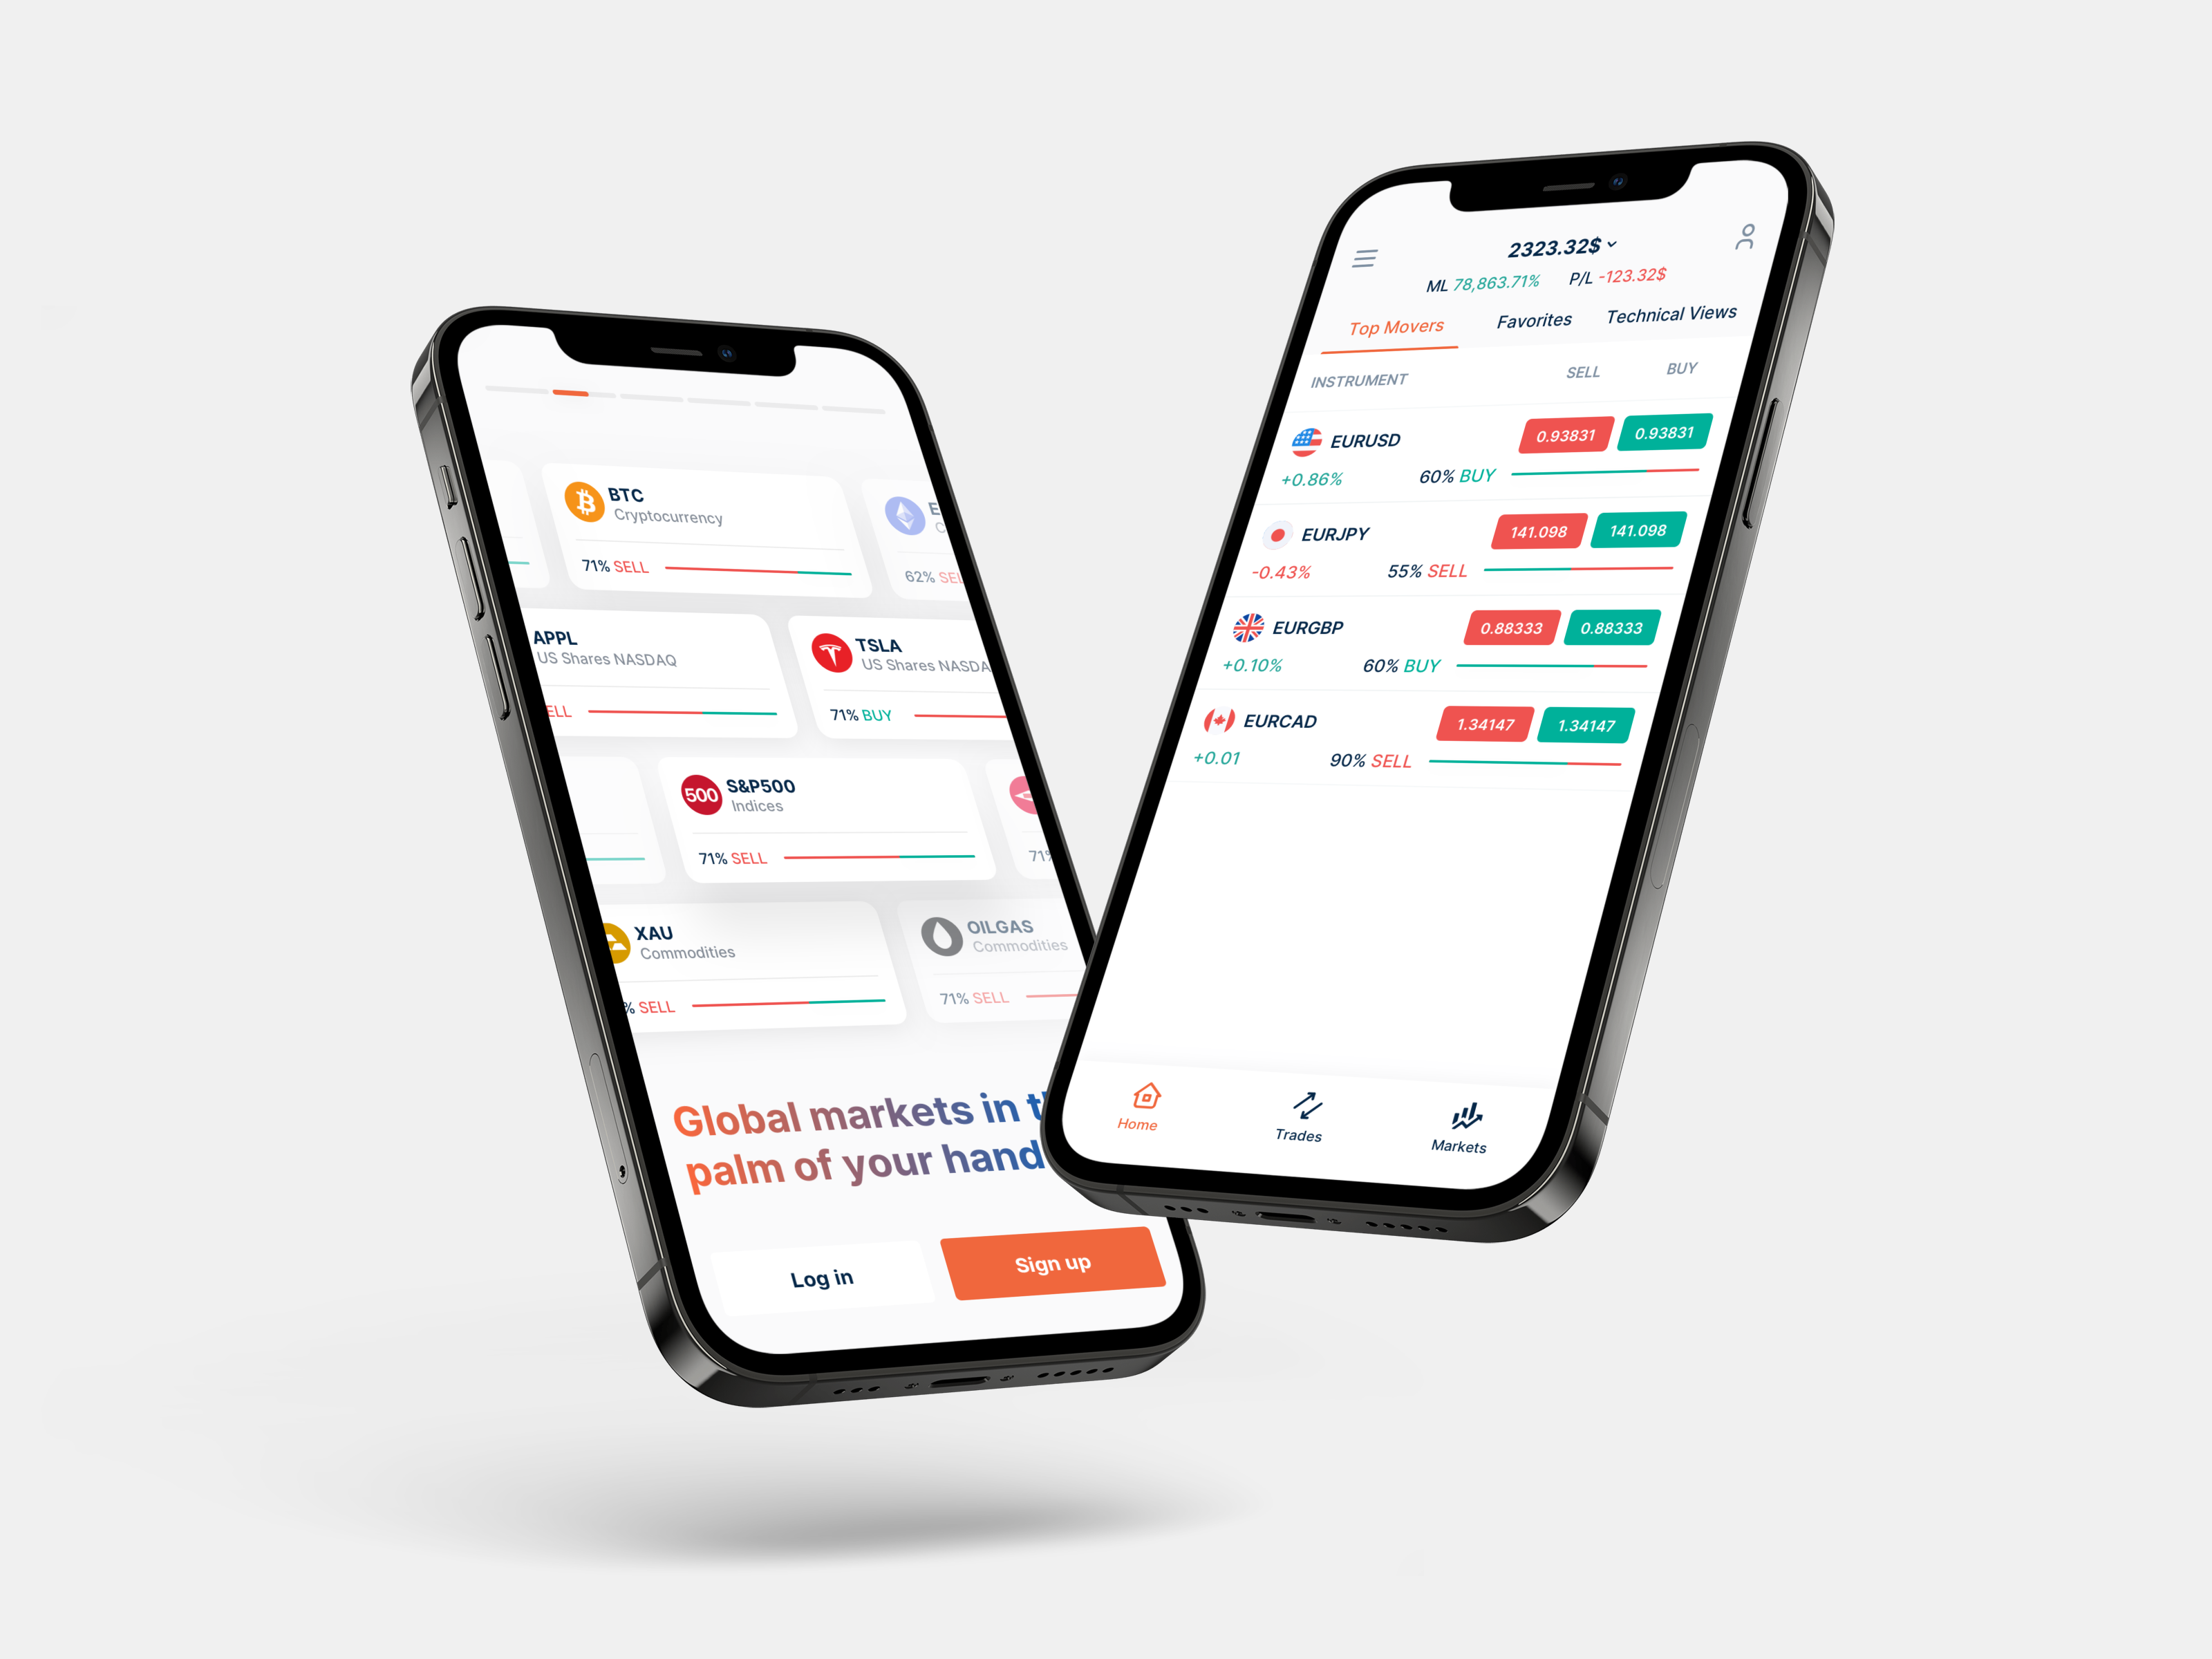 BTC
Cryptocurrency
71% SELL
62%
APPL
US Shares NASDAQ
TSLA
US Shares
71% BUY
500
S&P500
Indices
71% SELL
XAU
Commodities
% SELL
OILGAS
Commodities
71% SELL
Global markets in
palm of your hand
Log in
Sign up
2323.32$
ML 78,863.71% P/L -123.32$
Top Movers Favorites Technical Views
INSTRUMENT SELL BUY
EURUSD 0.93831 0.93831
+0.86% 60% BUY
EURJPY 141.098 141.098
-0.43% 55% SELL
EURGBP 0.88333 0.88333
+0.10% 60% BUY
EURCAD 1.34147 1.34147
+0.01 90% SELL
Home Trades Markets